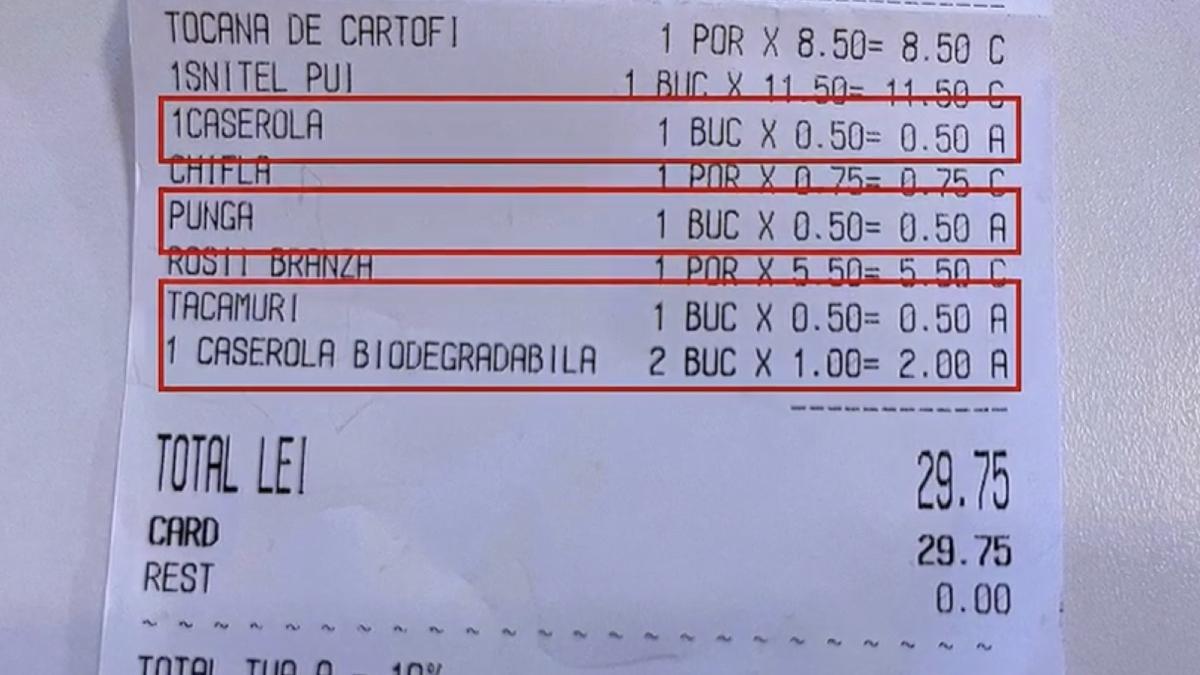 TOCANA DE CARTOFI 1 POR X 8.50= 8.50 C
1SNITEL PUI 1 BUC X 11.50= 11.50 C
1CASEROLA 1 BUC X 0.50= 0.50 A
CHIFLA 1 POR X 0.75= 0.75 C
PUNGA 1 BUC X 0.50= 0.50 A
ROSII BRANZA 1 POR X 5.50= 5.50 C
TACAMURI 1 BUC X 0.50= 0.50 A
1 CASEROLA BIODEGRADABILA 2 BUC X 1.00= 2.00 A
TOTAL LEI 29.75
CARD 29.75
REST 0.00
TOTAL TVA A - 19%